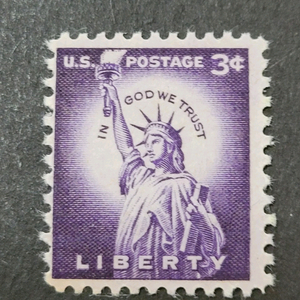 U.S. POSTAGE 3¢
IN GOD WE TRUST
LIBERTY